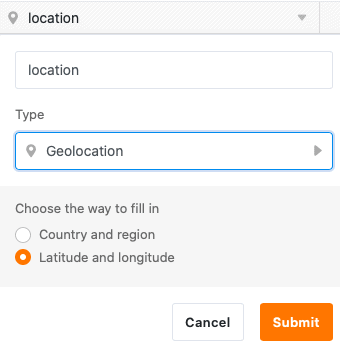 location
location
Type
Geolocation
Choose the way to fill in
Country and region
Latitude and longitude
Cancel Submit